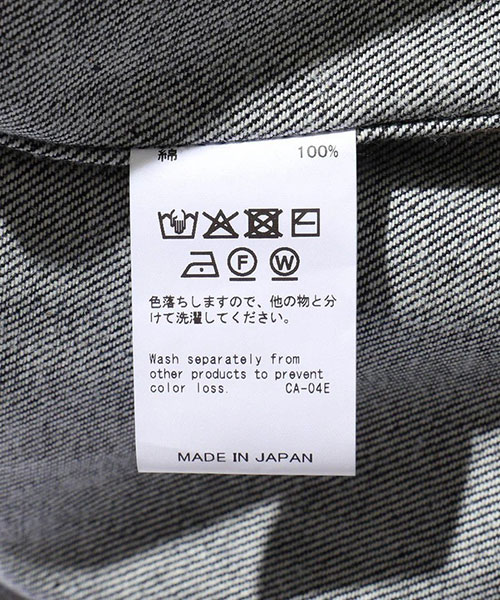 綿 100%
F W
色落ちしますので、他の物と分
けて洗濯してください。
Wash separately from
other products to prevent
color loss. CA-04E
MADE IN JAPAN